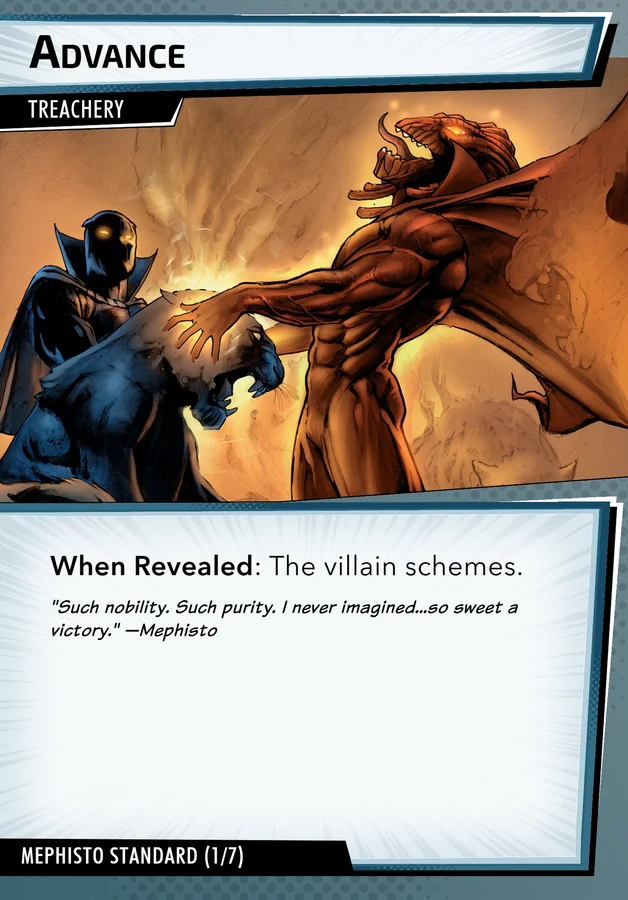 ADVANCE
TREACHERY
When Revealed: The villain schemes.
"Such nobility. Such purity. I never imagined...so sweet a
victory." —Mephisto
MEPHISTO STANDARD (1/7)